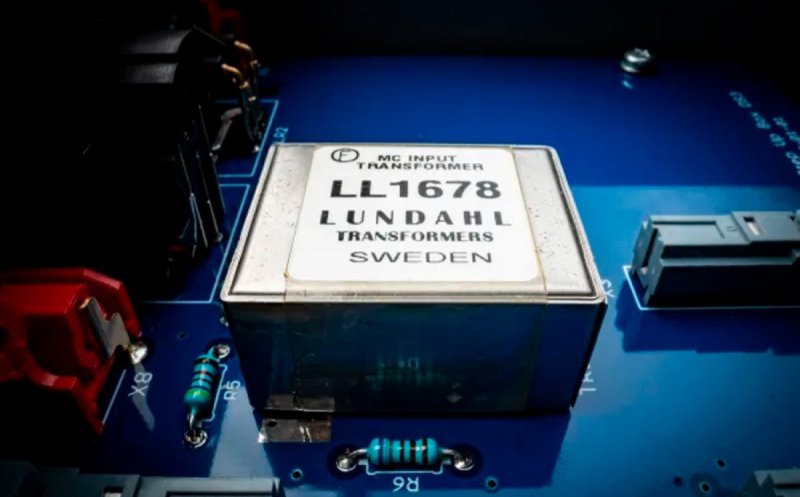 F MC INPUT
TRANSFORMER
LL1678
LUNDAHL
TRANSFORMERS
SWEDEN
X8
R5
R6